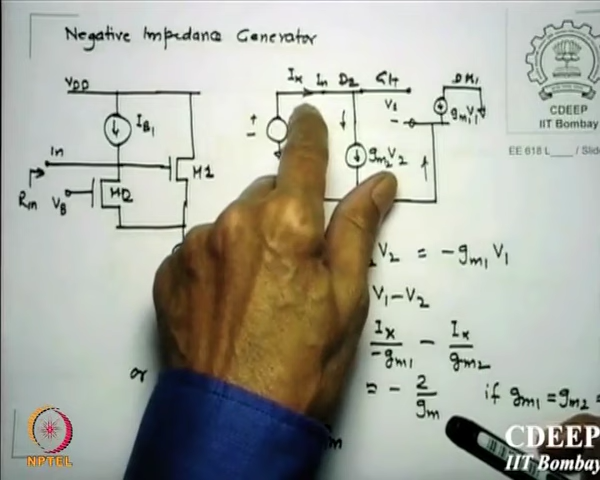 Negative Impedance Generator
CDEEP
IIT Bombay
EE 618 L____ / Slide
VDD
IB1
In
M1
M2
Rin
VB
Ix In D2 G1
DM1
+
-
V1
-
gm1V1
gm2V2
V2 = -gm1 V1
V1-V2
Ix/-gm1 - Ix/gm2
= - 2/gm if gm1 = gm2 =
or
m
NPTEL
CDEEP
IIT Bombay